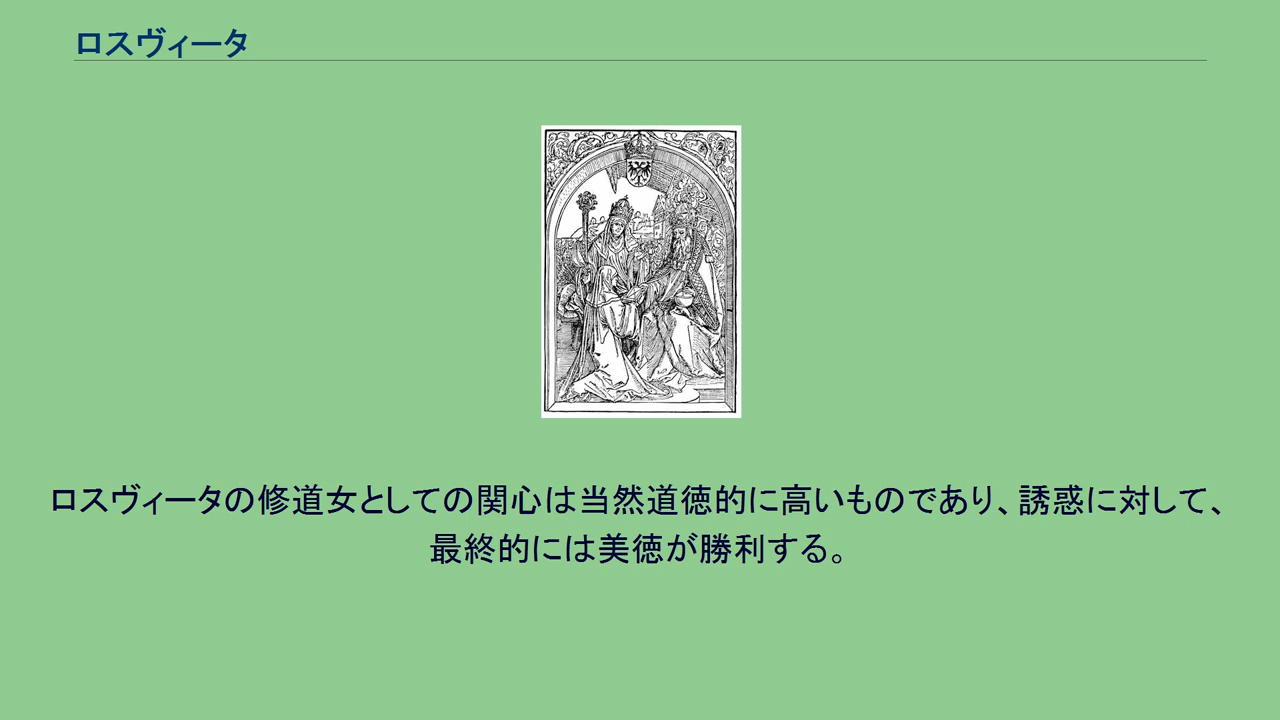 ロスヴィータ
ロスヴィータの修道女としての関心は当然道徳的に高いものであり、誘惑に対して、
最終的には美徳が勝利する。